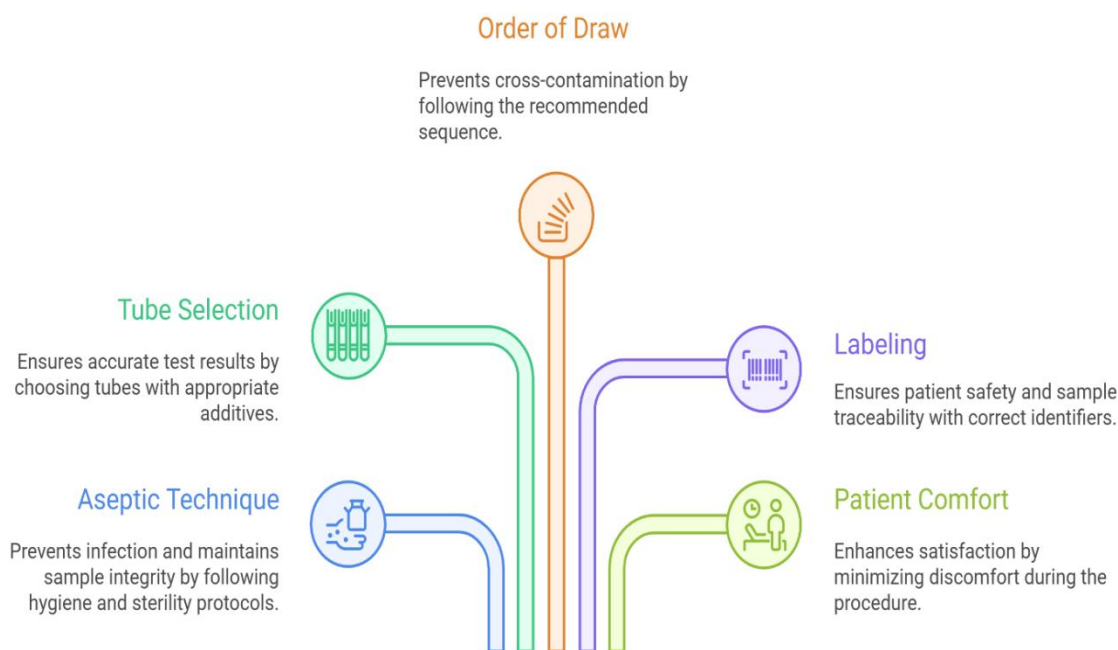 Order of Draw
Prevents cross-contamination by
following the recommended
sequence.
Tube Selection
Ensures accurate test results by
choosing tubes with appropriate
additives.
Labeling
Ensures patient safety and sample
traceability with correct identifiers.
Aseptic Technique
Prevents infection and maintains
sample integrity by following
hygiene and sterility protocols.
Patient Comfort
Enhances satisfaction by
minimizing discomfort during the
procedure.